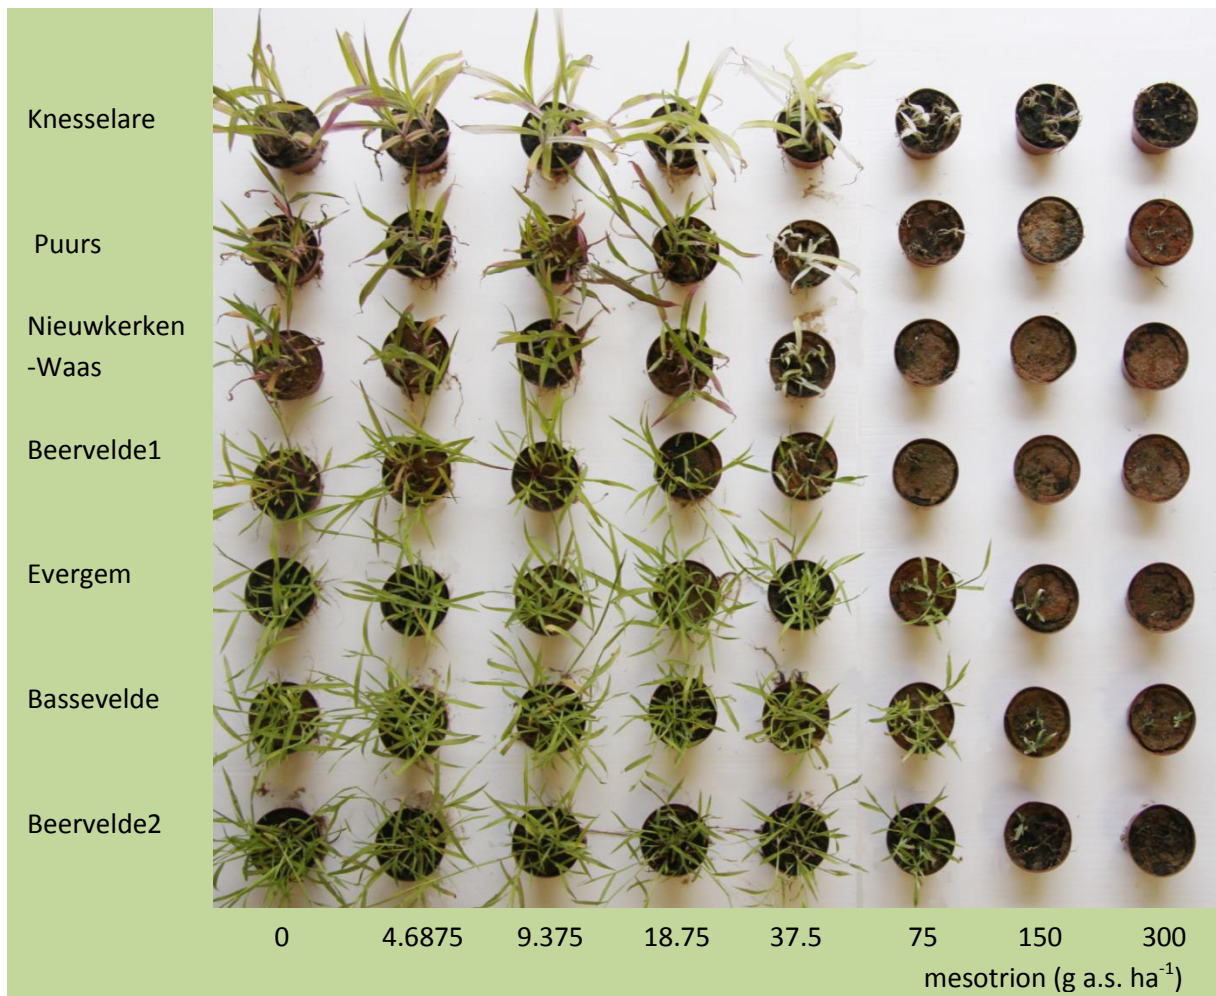 Knesselare
Puurs
Nieuwkerken
-Waas
Beervelde1
Evergem
Bassevelde
Beervelde2
0 4.6875 9.375 18.75 37.5 75 150 300
mesotrion (g a.s. ha⁻¹)